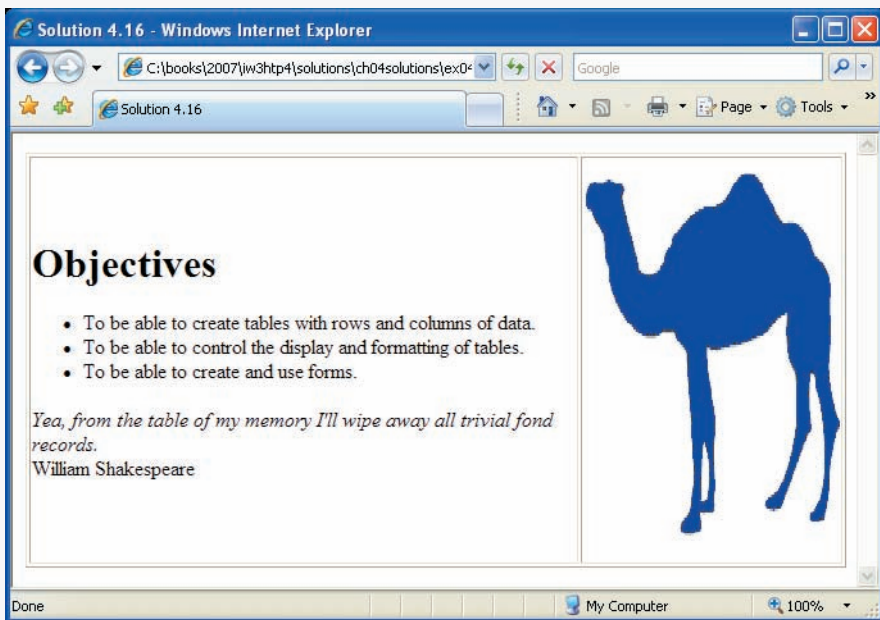 Solution 4.16 - Windows Internet Explorer
C:\books\2007\iw3htp4\solutions\ch04solutions\ex04
Google
Solution 4.16
Page
Tools
»
Objectives
• To be able to create tables with rows and columns of data.
• To be able to control the display and formatting of tables.
• To be able to create and use forms.
Yea, from the table of my memory I'll wipe away all trivial fond
records.
William Shakespeare
Done
My Computer
100%